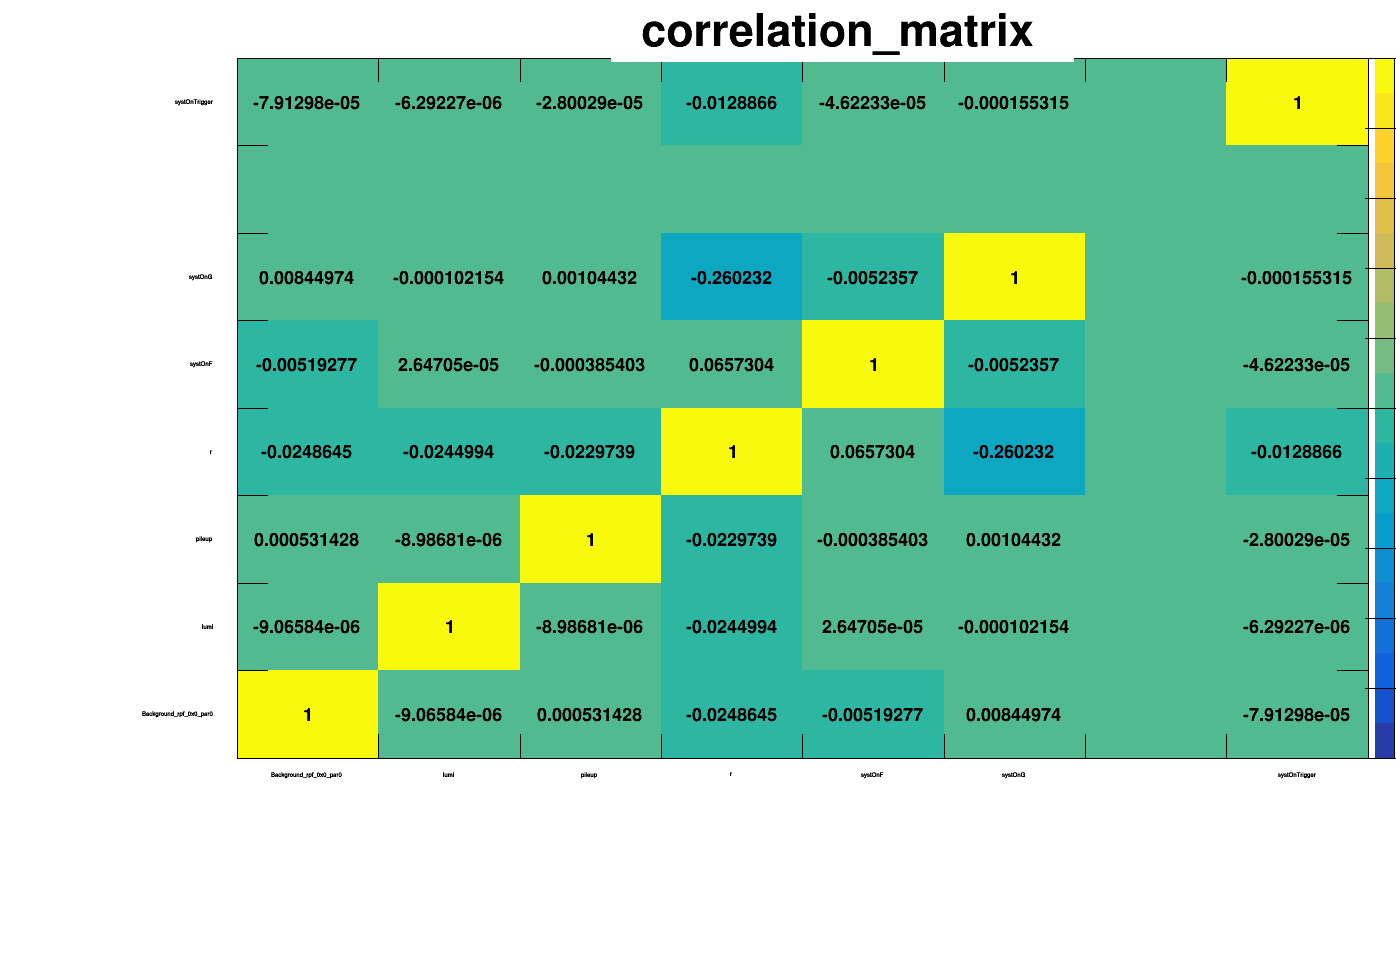 correlation_matrix
systOnTrigger -7.91298e-05 -6.29227e-06 -2.80029e-05 -0.0128866 -4.62233e-05 -0.000155315 1
systOnG 0.00844974 -0.000102154 0.00104432 -0.260232 -0.0052357 1 -0.000155315
systOnF -0.00519277 2.64705e-05 -0.000385403 0.0657304 1 -0.0052357 -4.62233e-05
r -0.0248645 -0.0244994 -0.0229739 1 0.0657304 -0.260232 -0.0128866
pileup 0.000531428 -8.98681e-06 1 -0.0229739 -0.000385403 0.00104432 -2.80029e-05
lumi -9.06584e-06 1 -8.98681e-06 -0.0244994 2.64705e-05 -0.000102154 -6.29227e-06
Background_rpf_0x0_par0 1 -9.06584e-06 0.000531428 -0.0248645 -0.00519277 0.00844974 -7.91298e-05
Background_rpf_0x0_par0 lumi pileup r systOnF systOnG systOnTrigger